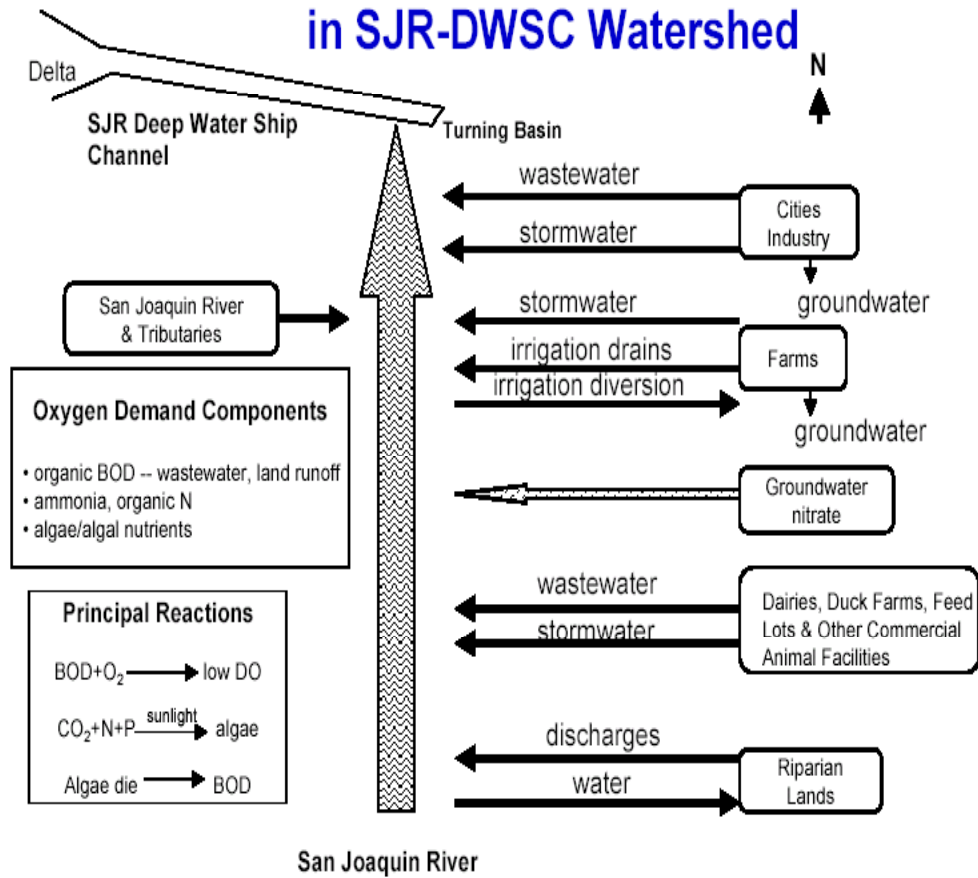 in SJR-DWSC Watershed
Delta
N
SJR Deep Water Ship
Channel
Turning Basin
wastewater
stormwater
Cities
Industry
groundwater
San Joaquin River
& Tributaries
stormwater
irrigation drains
irrigation diversion
Farms
groundwater
Oxygen Demand Components
• organic BOD -- wastewater, land runoff
• ammonia, organic N
• algae/algal nutrients
Groundwater
nitrate
Principal Reactions
BOD+O₂ → low DO
CO₂+N+P sunlight → algae
Algae die → BOD
wastewater
stormwater
Dairies, Duck Farms, Feed
Lots & Other Commercial
Animal Facilities
discharges
water
Riparian
Lands
San Joaquin River